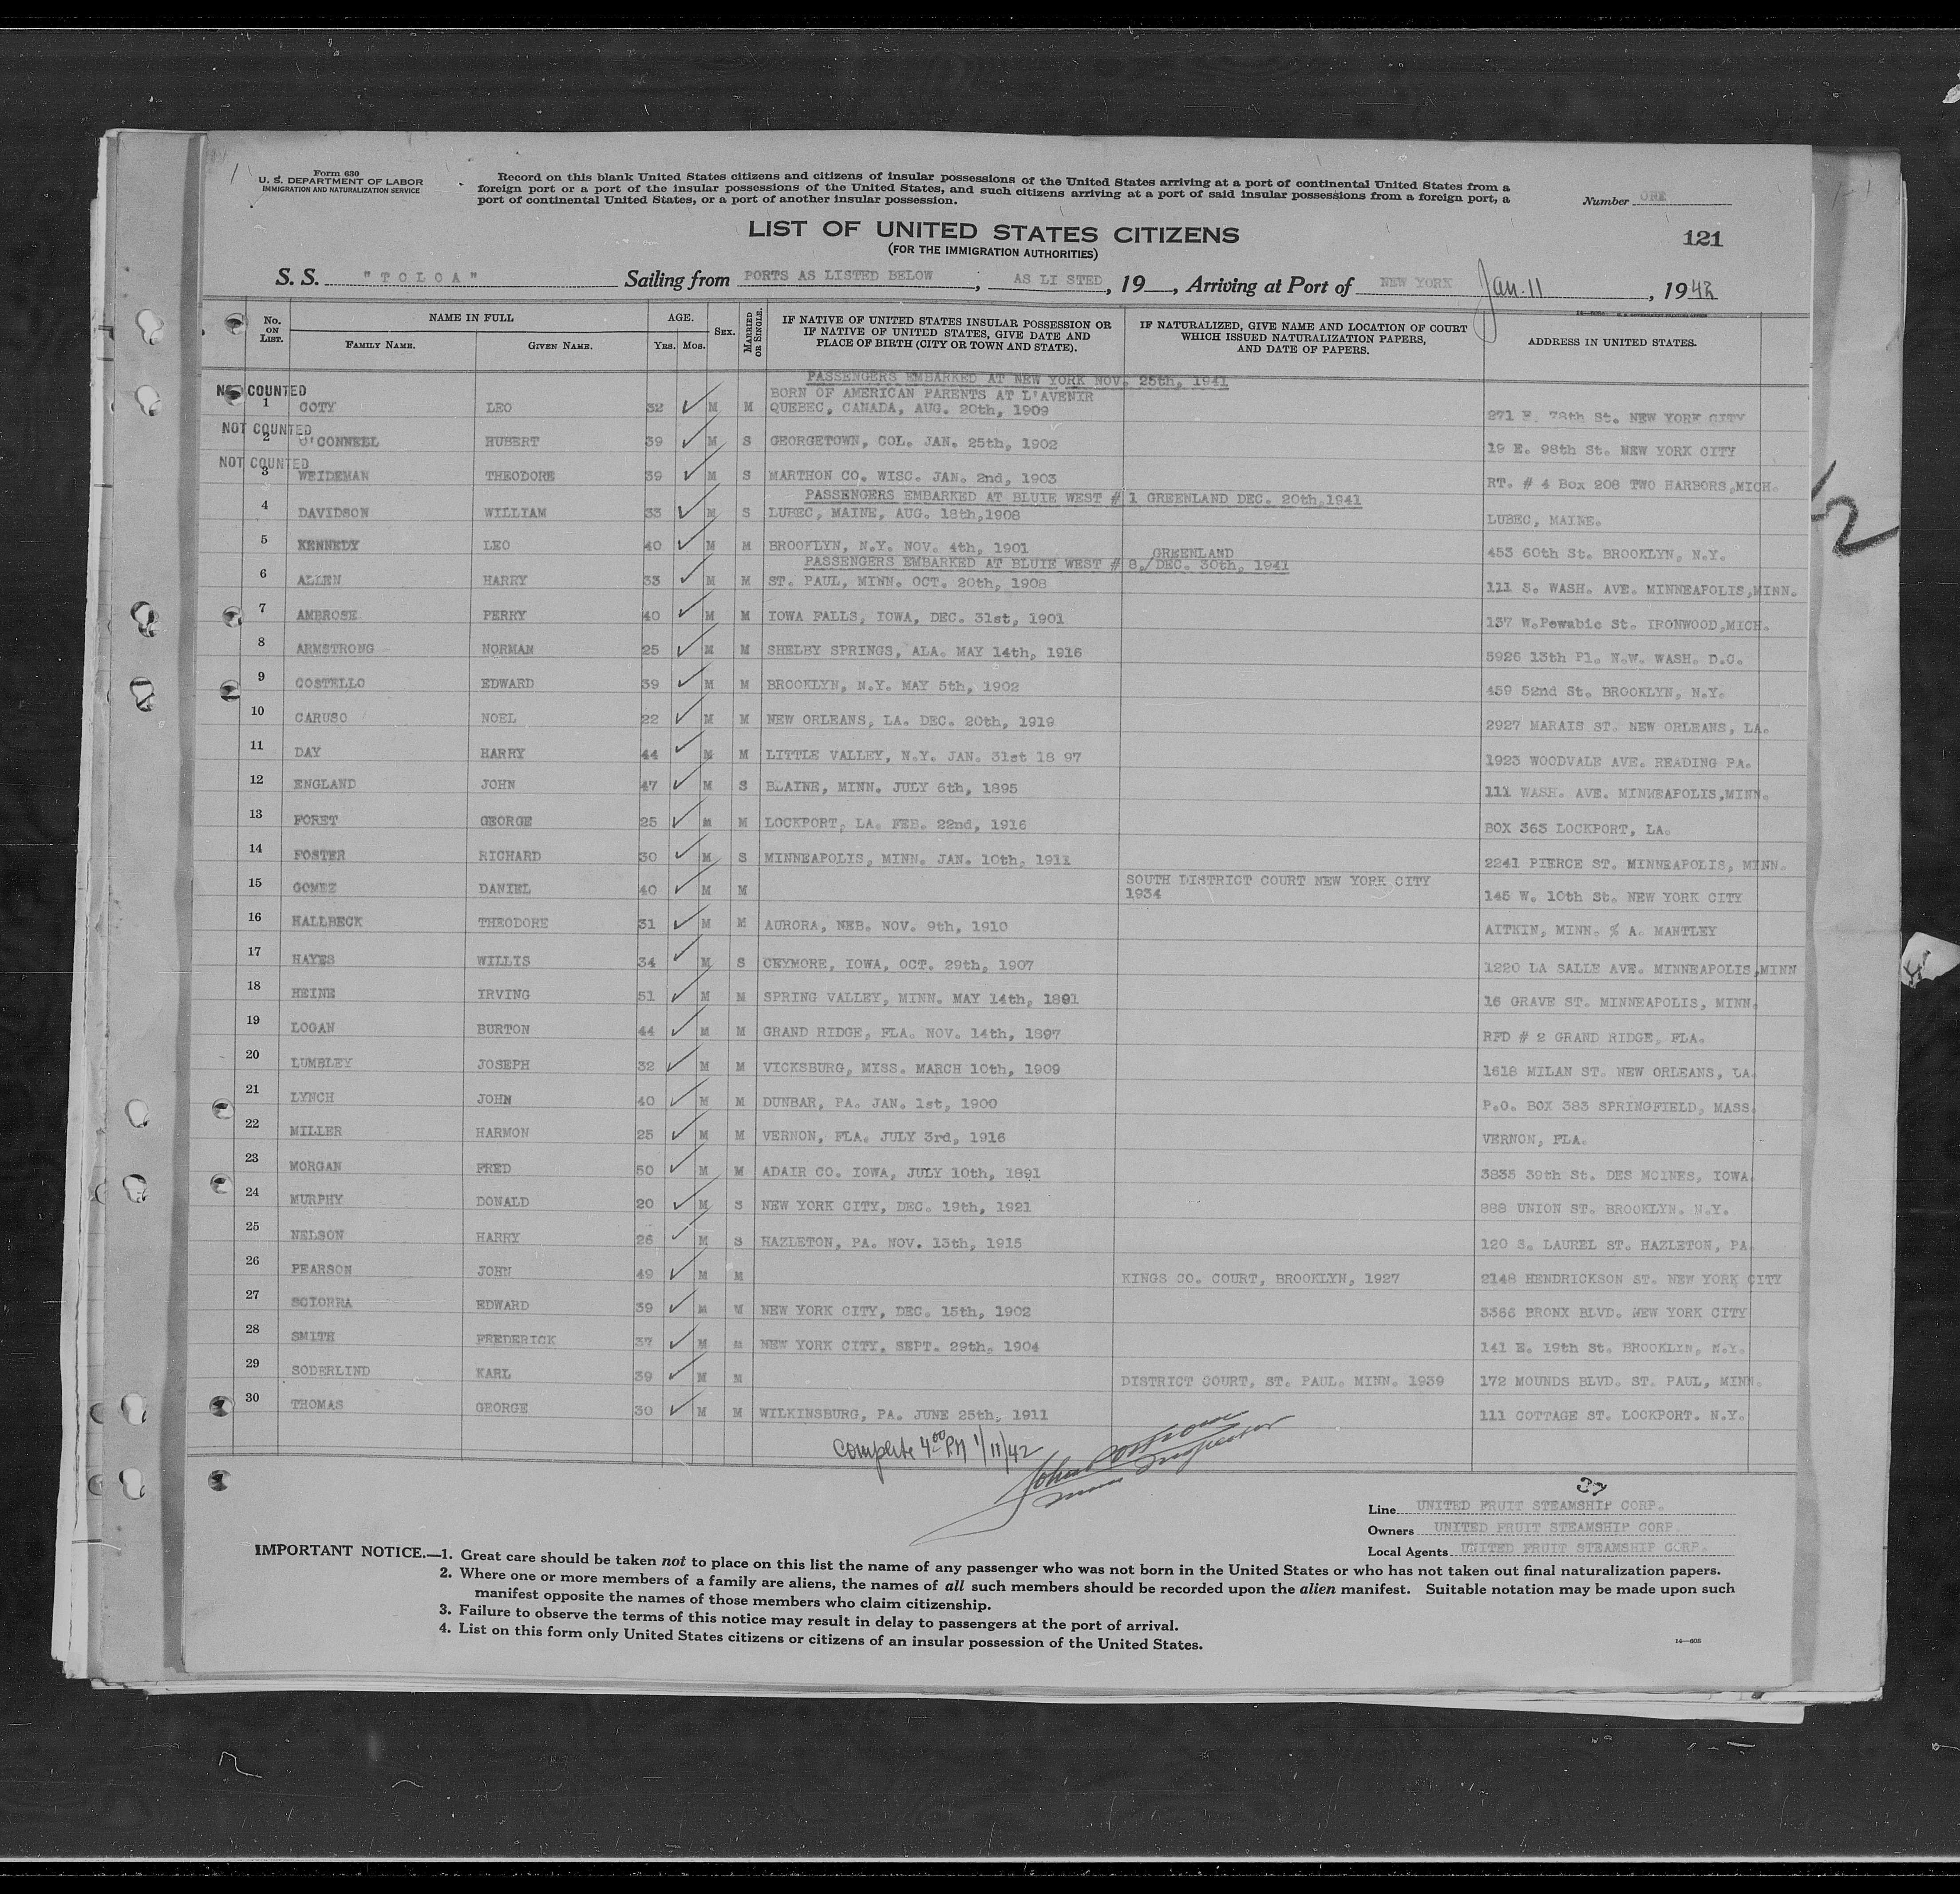 Form 630
U. S. DEPARTMENT OF LABOR
IMMIGRATION AND NATURALIZATION SERVICE
Record on this blank United States citizens and citizens of insular possessions of the United States arriving at a port of continental United States from a
foreign port or a port of the insular possessions of the United States, and such citizens arriving at a port of said insular possessions from a foreign port, a
port of continental United States, or a port of another insular possession.
Number ONE
121
LIST OF UNITED STATES CITIZENS
(FOR THE IMMIGRATION AUTHORITIES)
S. S. "TOLOA" Sailing from PORTS AS LISTED BELOW, AS LI STED, 19__, Arriving at Port of NEW YORK Jan. 11, 1942
No. ON LIST. NAME IN FULL FAMILY NAME. GIVEN NAME. AGE. YRS. MOS. SEX. MARRIED OR SINGLE. IF NATIVE OF UNITED STATES INSULAR POSSESSION OR IF NATIVE OF UNITED STATES, GIVE DATE AND PLACE OF BIRTH (CITY OR TOWN AND STATE). IF NATURALIZED, GIVE NAME AND LOCATION OF COURT WHICH ISSUED NATURALIZATION PAPERS, AND DATE OF PAPERS. ADDRESS IN UNITED STATES.
PASSENGERS EMBARKED AT NEW YORK NOV. 25th, 1941
NOT COUNTED BORN OF AMERICAN PARENTS AT L'AVENIR
1 COTY LEO 32 M M QUEBEC, CANADA, AUG. 20th, 1909 271 E. 78th St. NEW YORK CITY
NOT COUNTED
2 O'CONNELL HUBERT 39 M S GEORGETOWN, COL. JAN. 25th, 1902 19 E. 98th St. NEW YORK CITY
NOT COUNTED
3 WEIDEMAN THEODORE 39 M S MARTHON CO. WISC. JAN. 2nd, 1903 RT. # 4 Box 208 TWO HARBORS,MICH.
PASSENGERS EMBARKED AT BLUIE WEST # 1 GREENLAND DEC. 20th,1941
4 DAVIDSON WILLIAM 33 M S LUBEC, MAINE, AUG. 18th,1908 LUBEC, MAINE.
5 KENNEDY LEO 40 M M BROOFLYN, N.Y. NOV. 4th, 1901 453 60th St. BROOKLYN, N.Y.
GREENLAND
PASSENGERS EMBARKED AT BLUIE WEST # 8,/DEC. 30th, 1941
6 ALLEN HARRY 33 M M ST. PAUL, MINN. OCT. 20th, 1908 111 S. WASH. AVE. MINNEAPOLIS,MINN.
7 AMBROSE PERRY 40 M M IOWA FALLS, IOWA, DEC. 31st, 1901 137 W.Pewabic St. IRONWOOD,MICH.
8 ARMSTRONG NORMAN 25 M M SHELBY SPRINGS, ALA. MAY 14th, 1916 5926 13th Pl. N.W. WASH. D.C.
9 COSTELLO EDWARD 39 M M BROOKLYN, N.Y. MAY 5th, 1902 459 52nd St. BROOKLYN, N.Y.
10 CARUSO NOEL 22 M M NEW ORLEANS, LA. DEC. 20th, 1919 2927 MARAIS ST. NEW ORLEANS, LA.
11 DAY HARRY 44 M M LITTLE VALLEY, N.Y. JAN. 31st 18 97 1923 WOODVALE AVE. READING PA.
12 ENGLAND JOHN 47 M S BLAINE, MINN. JULY 6th, 1895 111 WASH. AVE. MINNEAPOLIS,MINN.
13 FORET GEORGE 25 M M LOCKPORT, LA. FEB. 22nd, 1916 BOX 363 LOCKPORT, LA.
14 FOSTER RICHARD 30 M S MINNEAPOLIS, MINN. JAN. 10th, 1911 2241 PIERCE ST. MINNEAPOLIS, MINN.
15 GOMEZ DANIEL 40 M M SOUTH DISTRICT COURT NEW YORK CITY 1934 145 W. 10th St. NEW YORK CITY
16 HALLBECK THEODORE 31 M M AURORA, NEB. NOV. 9th, 1910 AITKIN, MINN. % A. MANTLEY
17 HAYES WILLIS 34 M S CEYMORE, IOWA, OCT. 29th, 1907 1220 LA SALLE AVE. MINNEAPOLIS,MINN
18 HEINE IRVING 51 M M SPRING VALLEY, MINN. MAY 14th, 1891 16 GRAVE ST. MINNEAPOLIS, MINN.
19 LOGAN BURTON 44 M M GRAND RIDGE, FLA. NOV. 14th, 1897 RFD # 2 GRAND RIDGE, FLA.
20 LUMBLEY JOSEPH 32 M M VICKSBURG, MISS. MARCH 10th, 1909 1618 MILAN ST. NEW ORLEANS, LA.
21 LYNCH JOHN 40 M M DUNBAR, PA. JAN. 1st, 1900 P.O. BOX 383 SPRINGFIELD, MASS.
22 MILLER HARMON 25 M M VERNON, FLA. JULY 3rd, 1916 VERNON, FLA.
23 MORGAN FRED 50 M M ADAIR CO. IOWA, JULY 10th, 1891 3835 39th St. DES MOINES, IOWA.
24 MURPHY DONALD 20 M S NEW YORK CITY, DEC. 19th, 1921 888 UNION ST. BROOKLYN. N.Y.
25 NELSON HARRY 26 M S HAZLETON, PA. NOV. 13th, 1915 120 S. LAUREL ST. HAZLETON, PA.
26 PEARSON JOHN 49 M M KINGS CO. COURT, BROOKLYN, 1927 2148 HENDRICKSON ST. NEW YORK CITY
27 SCIORRA EDWARD 39 M M NEW YORK CITY, DEC. 15th, 1902 3366 BRONX BLVD. NEW YORK CITY
28 SMITH FREDERICK 37 M M NEW YORK CITY, SEPT. 29th, 1904 141 E. 19th St. BROOKLYN, N.Y.
29 SODERLIND KARL 39 M M DISTRICT COURT, ST. PAUL. MINN. 1939 172 MOUNDS BLVD. ST. PAUL, MINN.
30 THOMAS GEORGE 30 M M WILKINSBURG, PA. JUNE 25th, 1911 111 COTTAGE ST. LOCKPORT. N.Y.
Complete 4:00 PM 1/11/42
Inspector
Line UNITED FRUIT STEAMSHIP CORP.
Owners UNITED FRUIT STEAMSHIP CORP.
Local Agents UNITED FRUIT STEAMSHIP CORP.
IMPORTANT NOTICE.—1. Great care should be taken not to place on this list the name of any passenger who was not born in the United States or who has not taken out final naturalization papers.
2. Where one or more members of a family are aliens, the names of all such members should be recorded upon the alien manifest. Suitable notation may be made upon such
manifest opposite the names of those members who claim citizenship.
3. Failure to observe the terms of this notice may result in delay to passengers at the port of arrival.
4. List on this form only United States citizens or citizens of an insular possession of the United States.
14—606